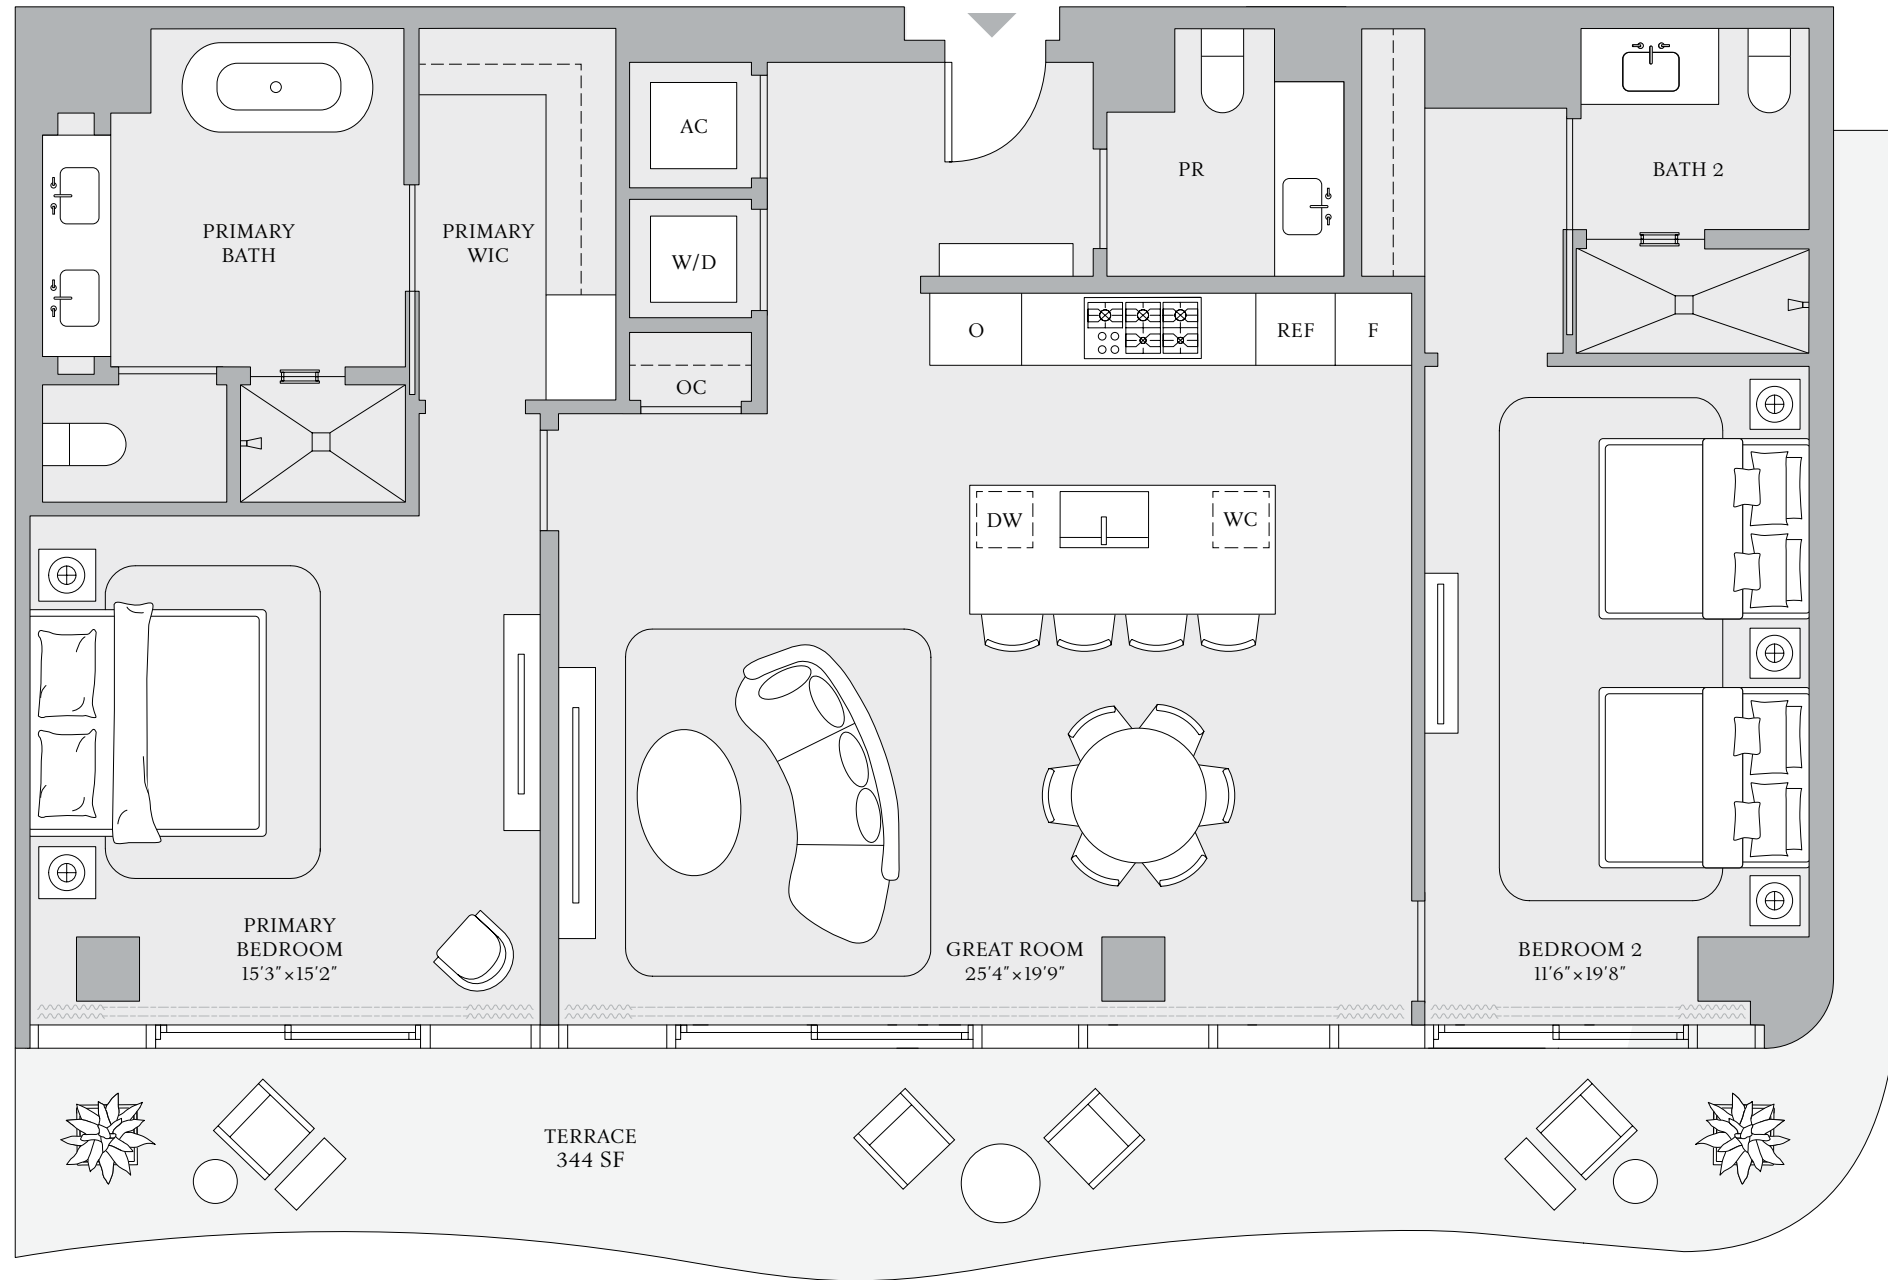 AC
PR
BATH 2
PRIMARY
BATH
PRIMARY
WIC
W/D
O
REF
F
OC
DW
WC
PRIMARY
BEDROOM
15'3"×15'2"
GREAT ROOM
25'4"×19'9"
BEDROOM 2
11'6"×19'8"
TERRACE
344 SF